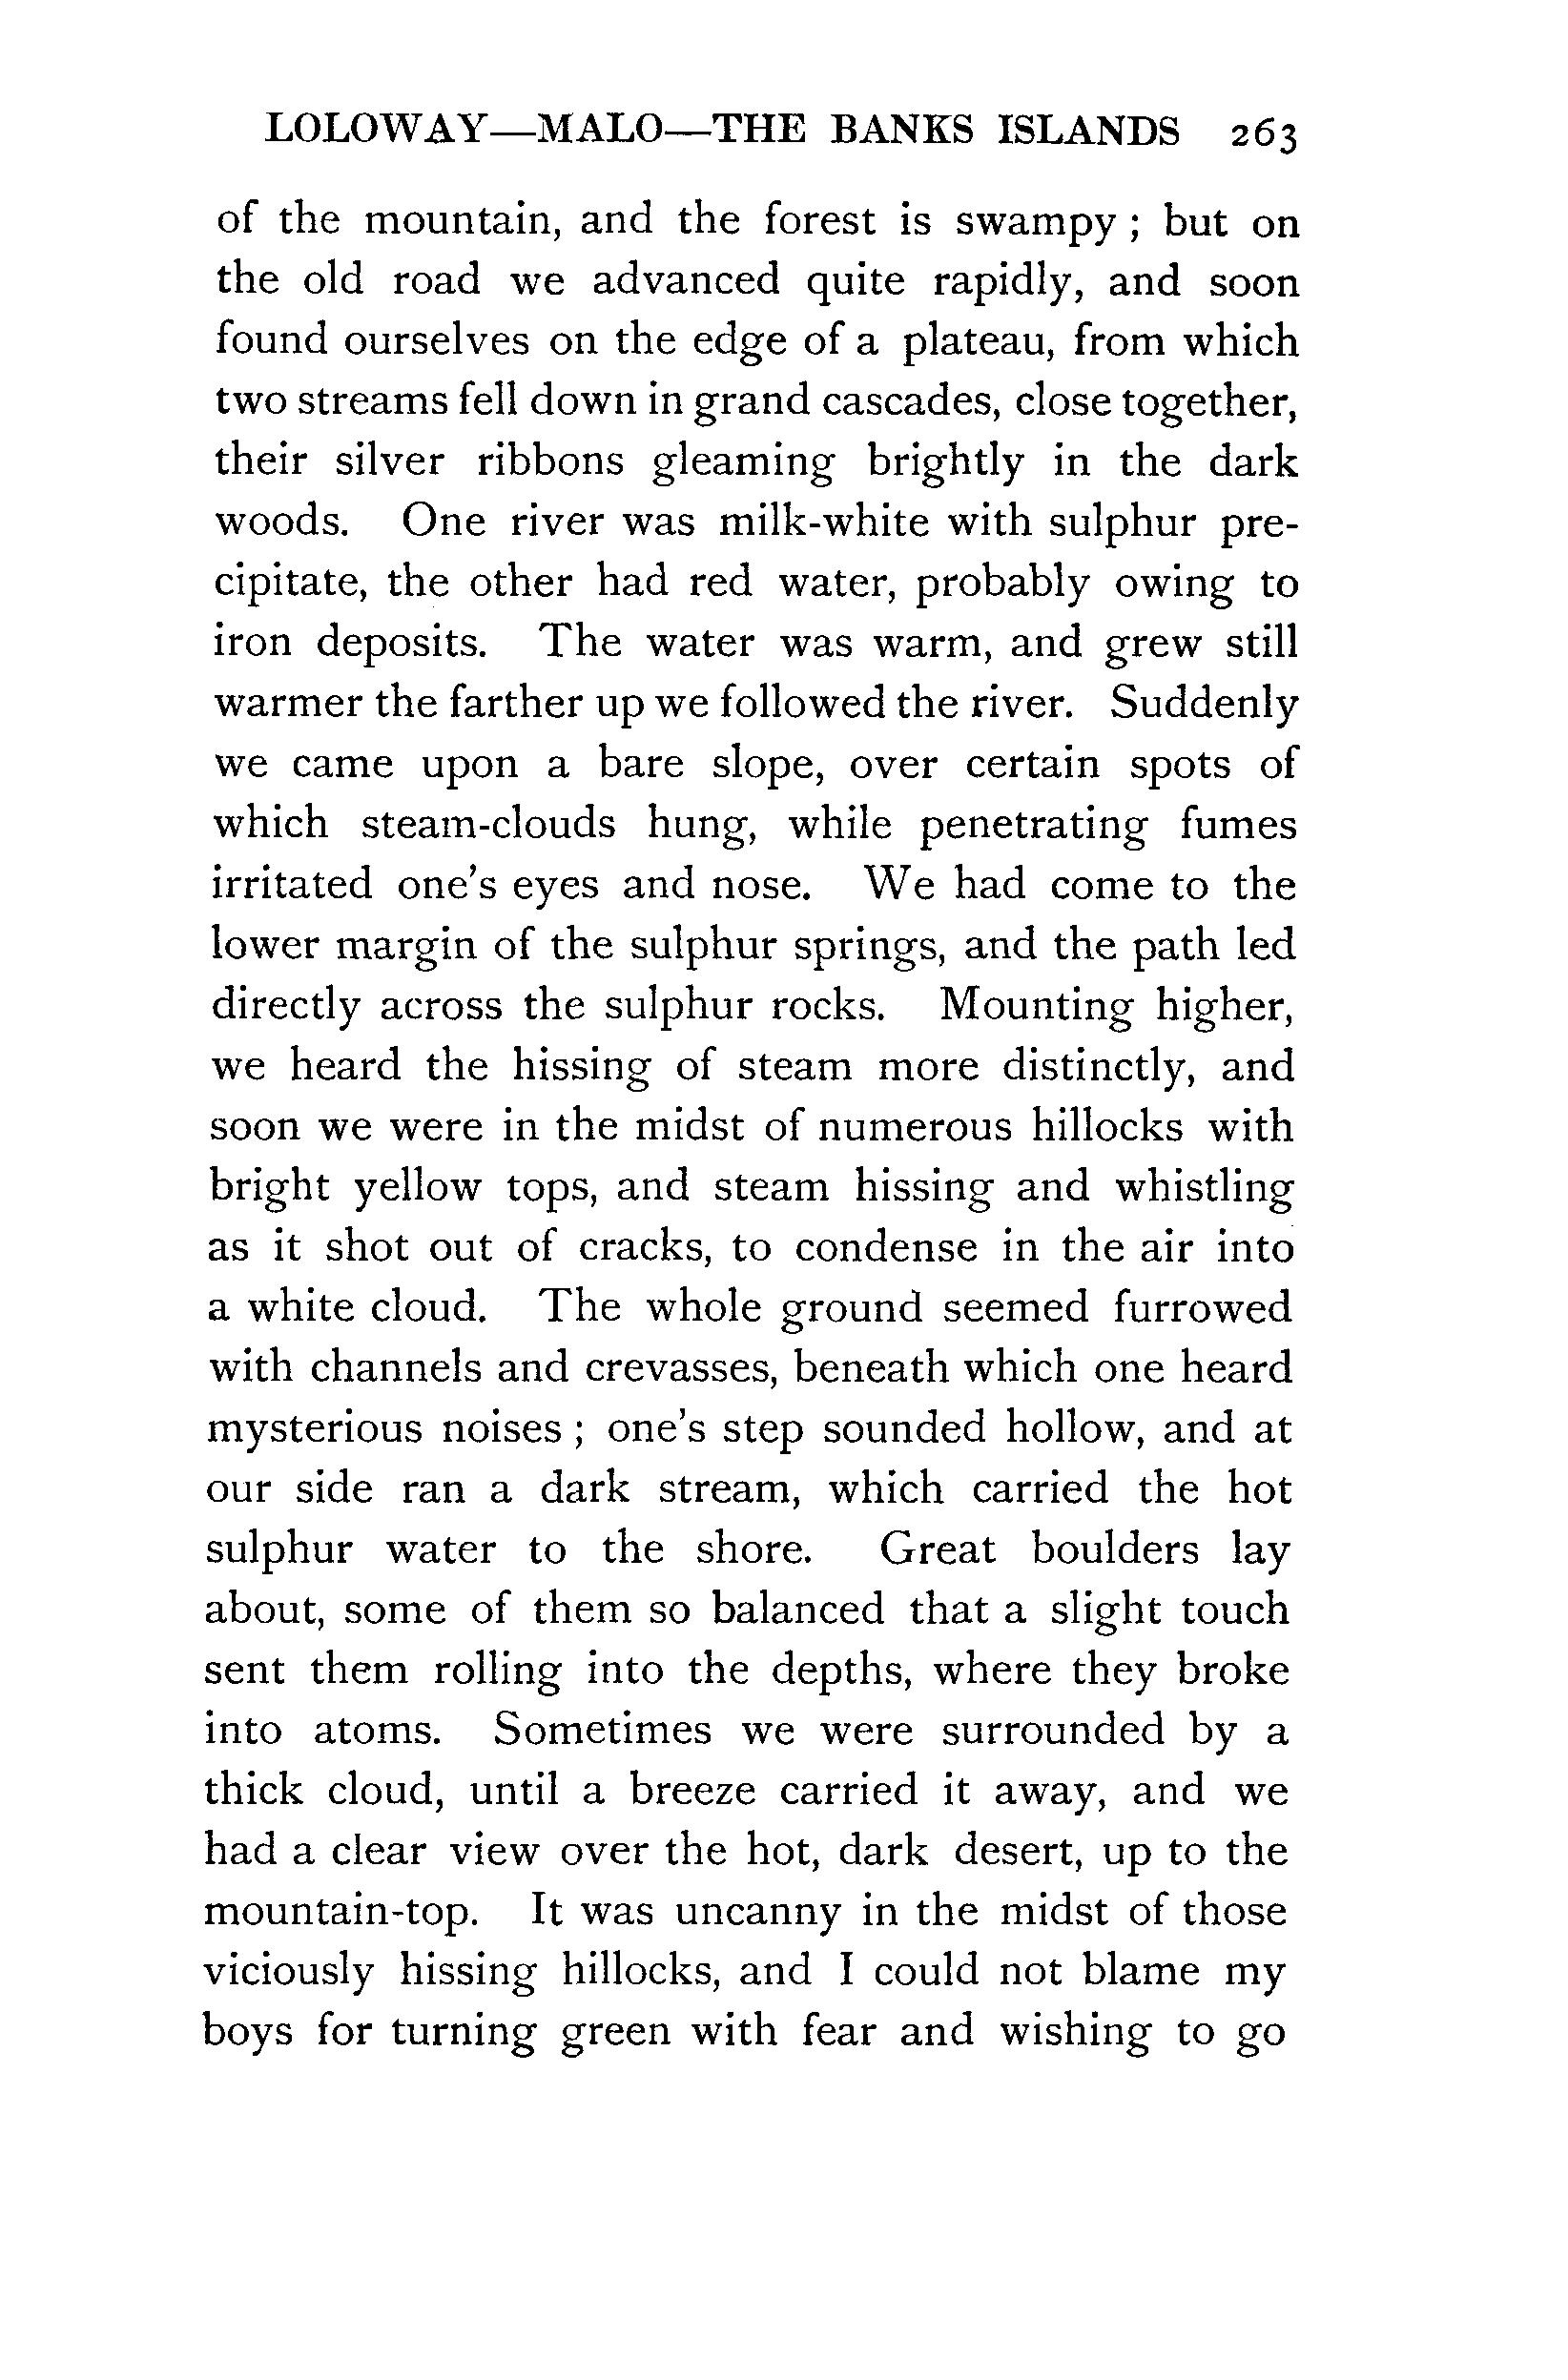 LOLOWAY—MALO—THE BANKS ISLANDS 263
of the mountain, and the forest is swampy ; but on
the old road we advanced quite rapidly, and soon
found ourselves on the edge of a plateau, from which
two streams fell down in grand cascades, close together,
their silver ribbons gleaming brightly in the dark
woods. One river was milk-white with sulphur pre-
cipitate, the other had red water, probably owing to
iron deposits. The water was warm, and grew still
warmer the farther up we followed the river. Suddenly
we came upon a bare slope, over certain spots of
which steam-clouds hung, while penetrating fumes
irritated one's eyes and nose. We had come to the
lower margin of the sulphur springs, and the path led
directly across the sulphur rocks. Mounting higher,
we heard the hissing of steam more distinctly, and
soon we were in the midst of numerous hillocks with
bright yellow tops, and steam hissing and whistling
as it shot out of cracks, to condense in the air into
a white cloud. The whole ground seemed furrowed
with channels and crevasses, beneath which one heard
mysterious noises ; one's step sounded hollow, and at
our side ran a dark stream, which carried the hot
sulphur water to the shore. Great boulders lay
about, some of them so balanced that a slight touch
sent them rolling into the depths, where they broke
into atoms. Sometimes we were surrounded by a
thick cloud, until a breeze carried it away, and we
had a clear view over the hot, dark desert, up to the
mountain-top. It was uncanny in the midst of those
viciously hissing hillocks, and I could not blame my
boys for turning green with fear and wishing to go